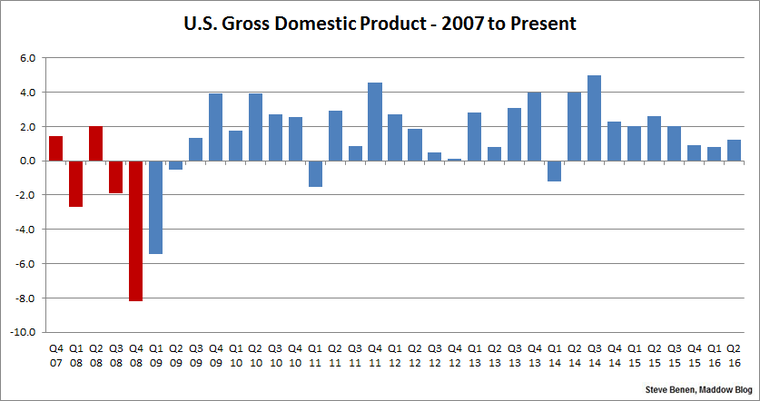 U.S. Gross Domestic Product - 2007 to Present
6.0
4.0
2.0
0.0
-2.0
-4.0
-6.0
-8.0
-10.0
Q4 Q1 Q2 Q3 Q4 Q1 Q2 Q3 Q4 Q1 Q2 Q3 Q4 Q1 Q2 Q3 Q4 Q1 Q2 Q3 Q4 Q1 Q2 Q3 Q4 Q1 Q2 Q3 Q4 Q1 Q2 Q3 Q4 Q1 Q2
07 08 08 08 08 09 09 09 09 10 10 10 10 11 11 11 11 12 12 12 12 13 13 13 13 14 14 14 14 15 15 15 15 16 16
Steve Benen, Maddow Blog